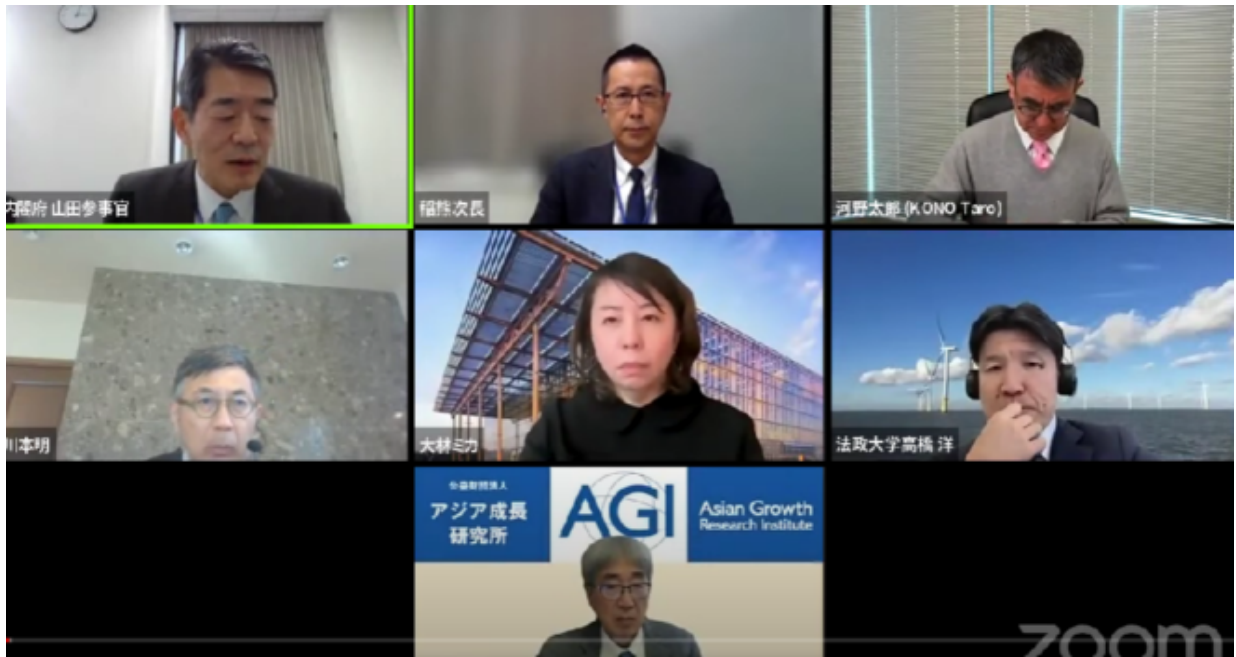 内閣府 山田参事官
稲熊次長
河野太郎 (KONO Taro)
川本明
大林ミカ
法政大学高橋 洋
公益財団法人
アジア成長
研究所
AGI
Asian Growth
Research Institute
zoom